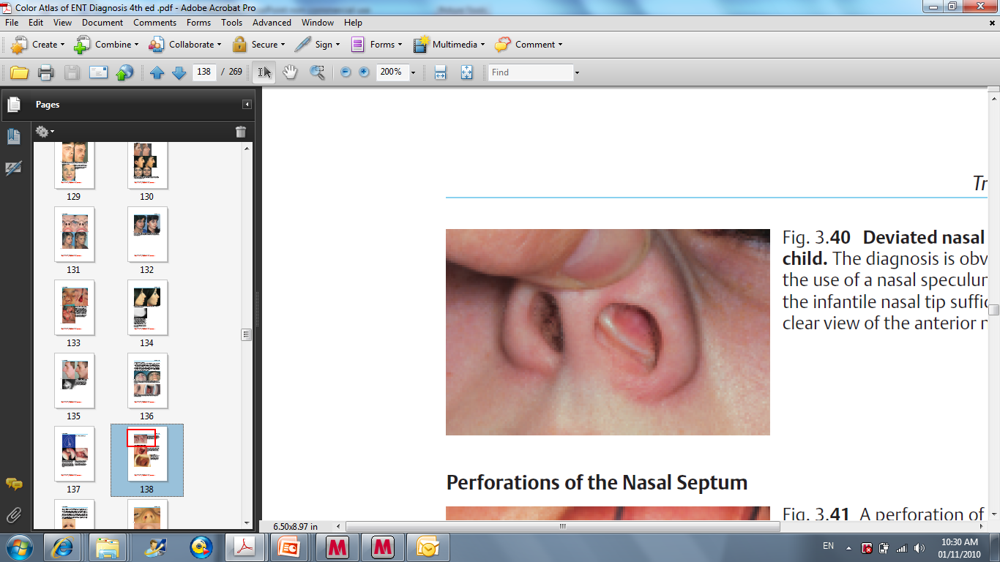 Color Atlas of ENT Diagnosis 4th ed .pdf - Adobe Acrobat Pro
File Edit View Document Comments Forms Tools Advanced Window Help
Create Combine Collaborate Secure Sign Forms Multimedia Comment
138 / 269 200% Find
Pages
129 130
131 132
133 134
135 136
137 138
Tr
Fig. 3.40 Deviated nasal
child. The diagnosis is obv
the use of a nasal speculum
the infantile nasal tip suffic
clear view of the anterior n
Perforations of the Nasal Septum
Fig. 3.41 A perforation of
6.50x8.97 in
EN 10:30 AM
01/11/2010